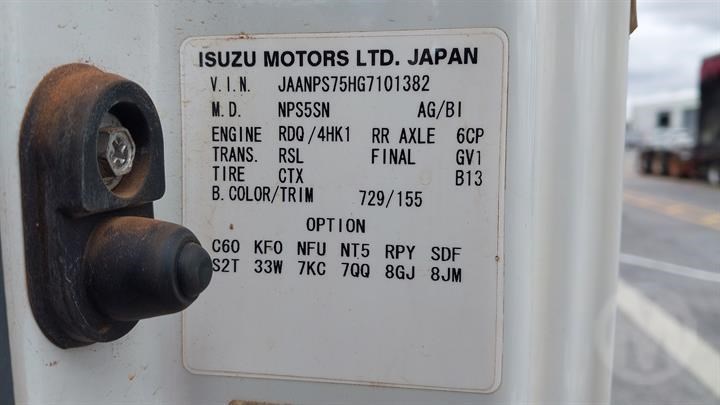 ISUZU MOTORS LTD. JAPAN
V.I.N. JAANPS75HG7101382
M.D. NPS5SN AG/BI
ENGINE RDQ/4HK1 RR AXLE 6CP
TRANS. RSL FINAL GV1
TIRE CTX B13
B.COLOR/TRIM 729/155
OPTION
C60 KFO NFU NT5 RPY SDF
S2T 33W 7KC 7QQ 8GJ 8JM